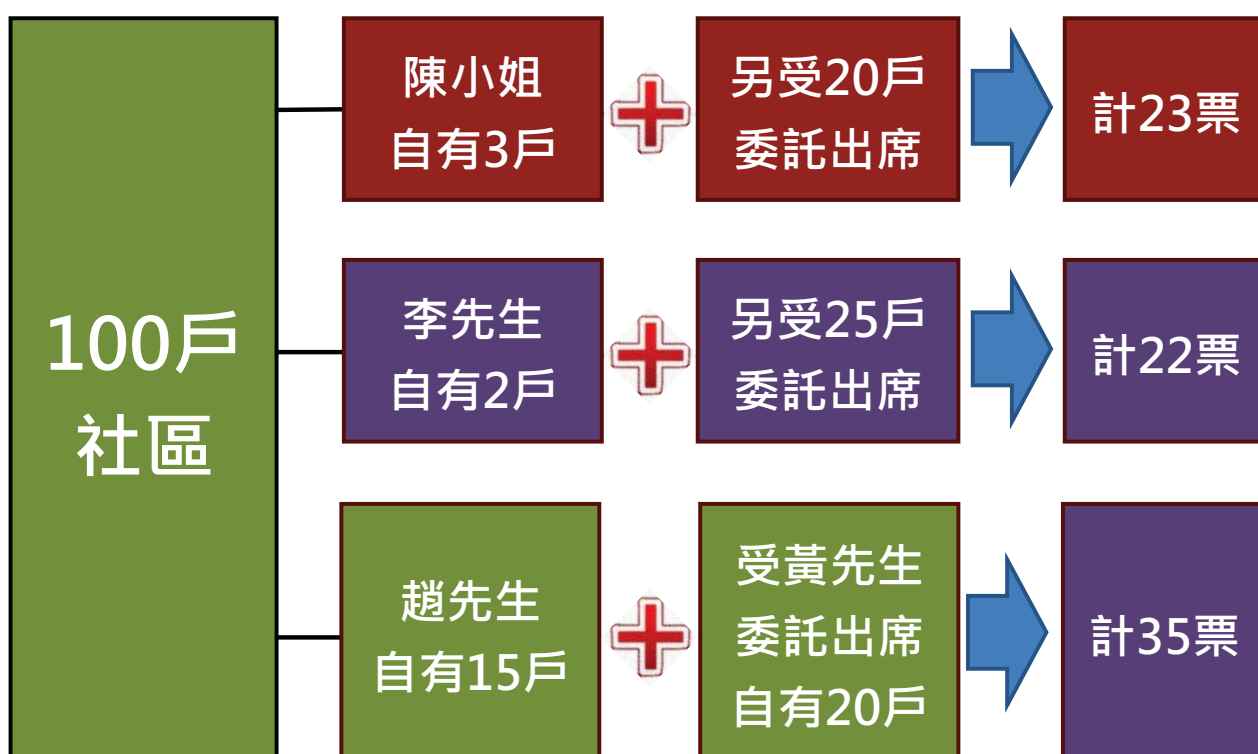 100戶
社區
陳小姐
自有3戶
另受20戶
委託出席
計23票
李先生
自有2戶
另受25戶
委託出席
計22票
趙先生
自有15戶
受黃先生
委託出席
自有20戶
計35票